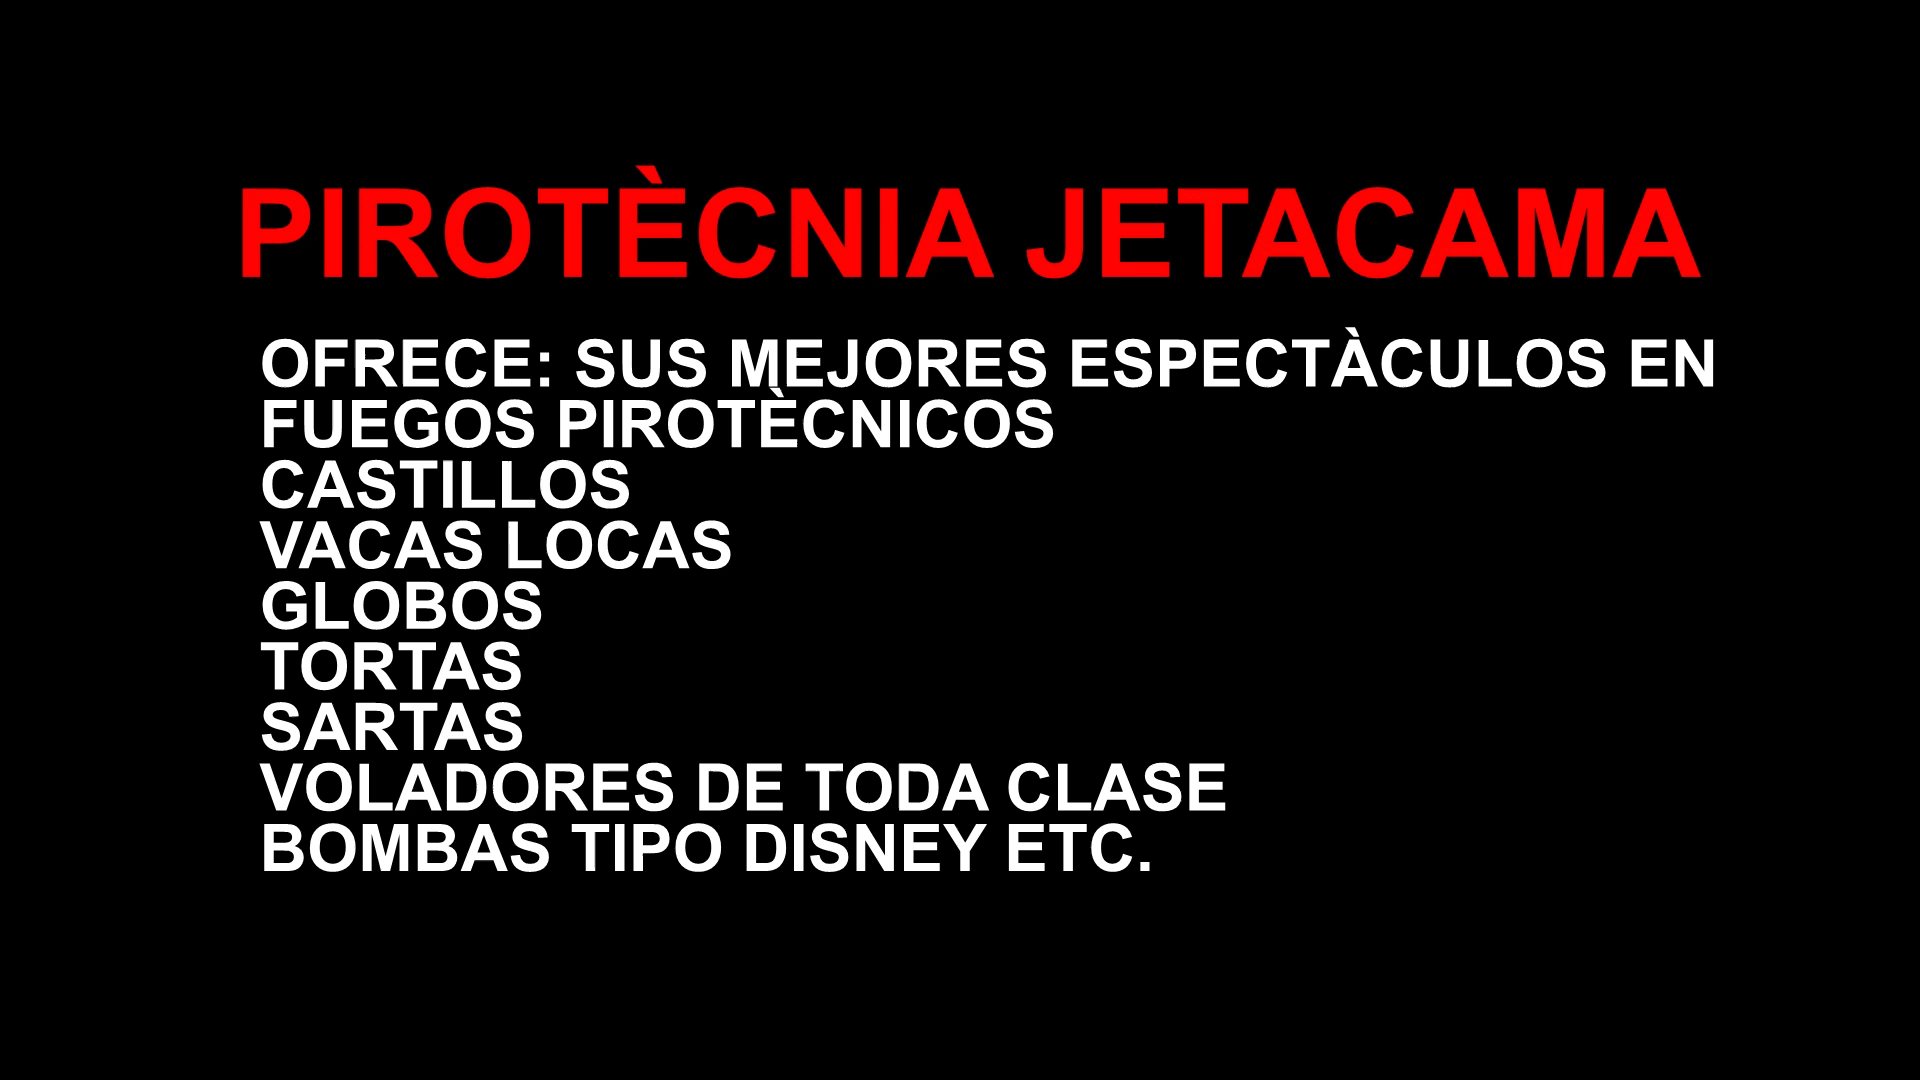 PIROTÈCNIA JETACAMA
OFRECE: SUS MEJORES ESPECTÀCULOS EN
FUEGOS PIROTÈCNICOS
CASTILLOS
VACAS LOCAS
GLOBOS
TORTAS
SARTAS
VOLADORES DE TODA CLASE
BOMBAS TIPO DISNEY ETC.